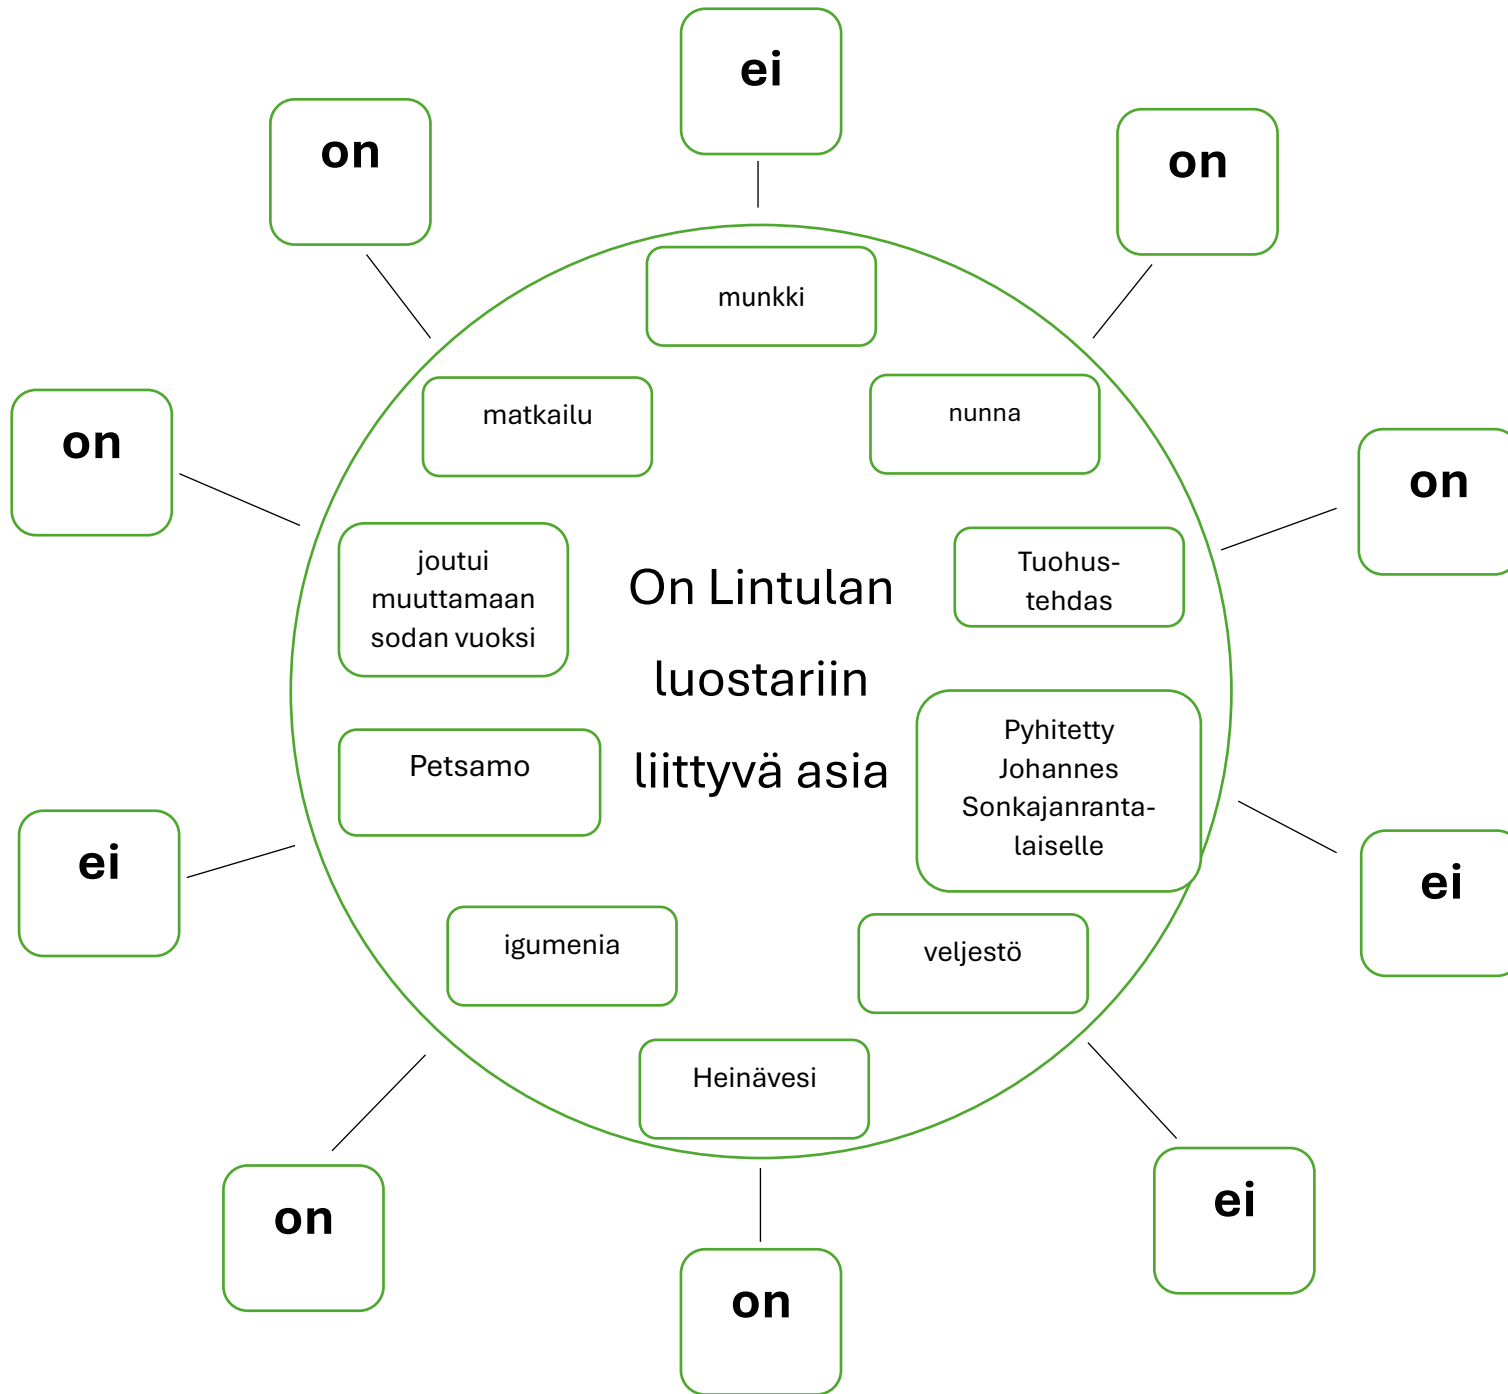 ei
on
on
munkki
matkailu
nunna
on
on
joutui
muuttamaan
sodan vuoksi
On Lintulan
luostariin
liittyvä asia
Tuohus-
tehdas
Petsamo
Pyhitetty
Johannes
Sonkajanranta-
laiselle
ei
ei
igumenia
veljestö
Heinävesi
on
ei
on